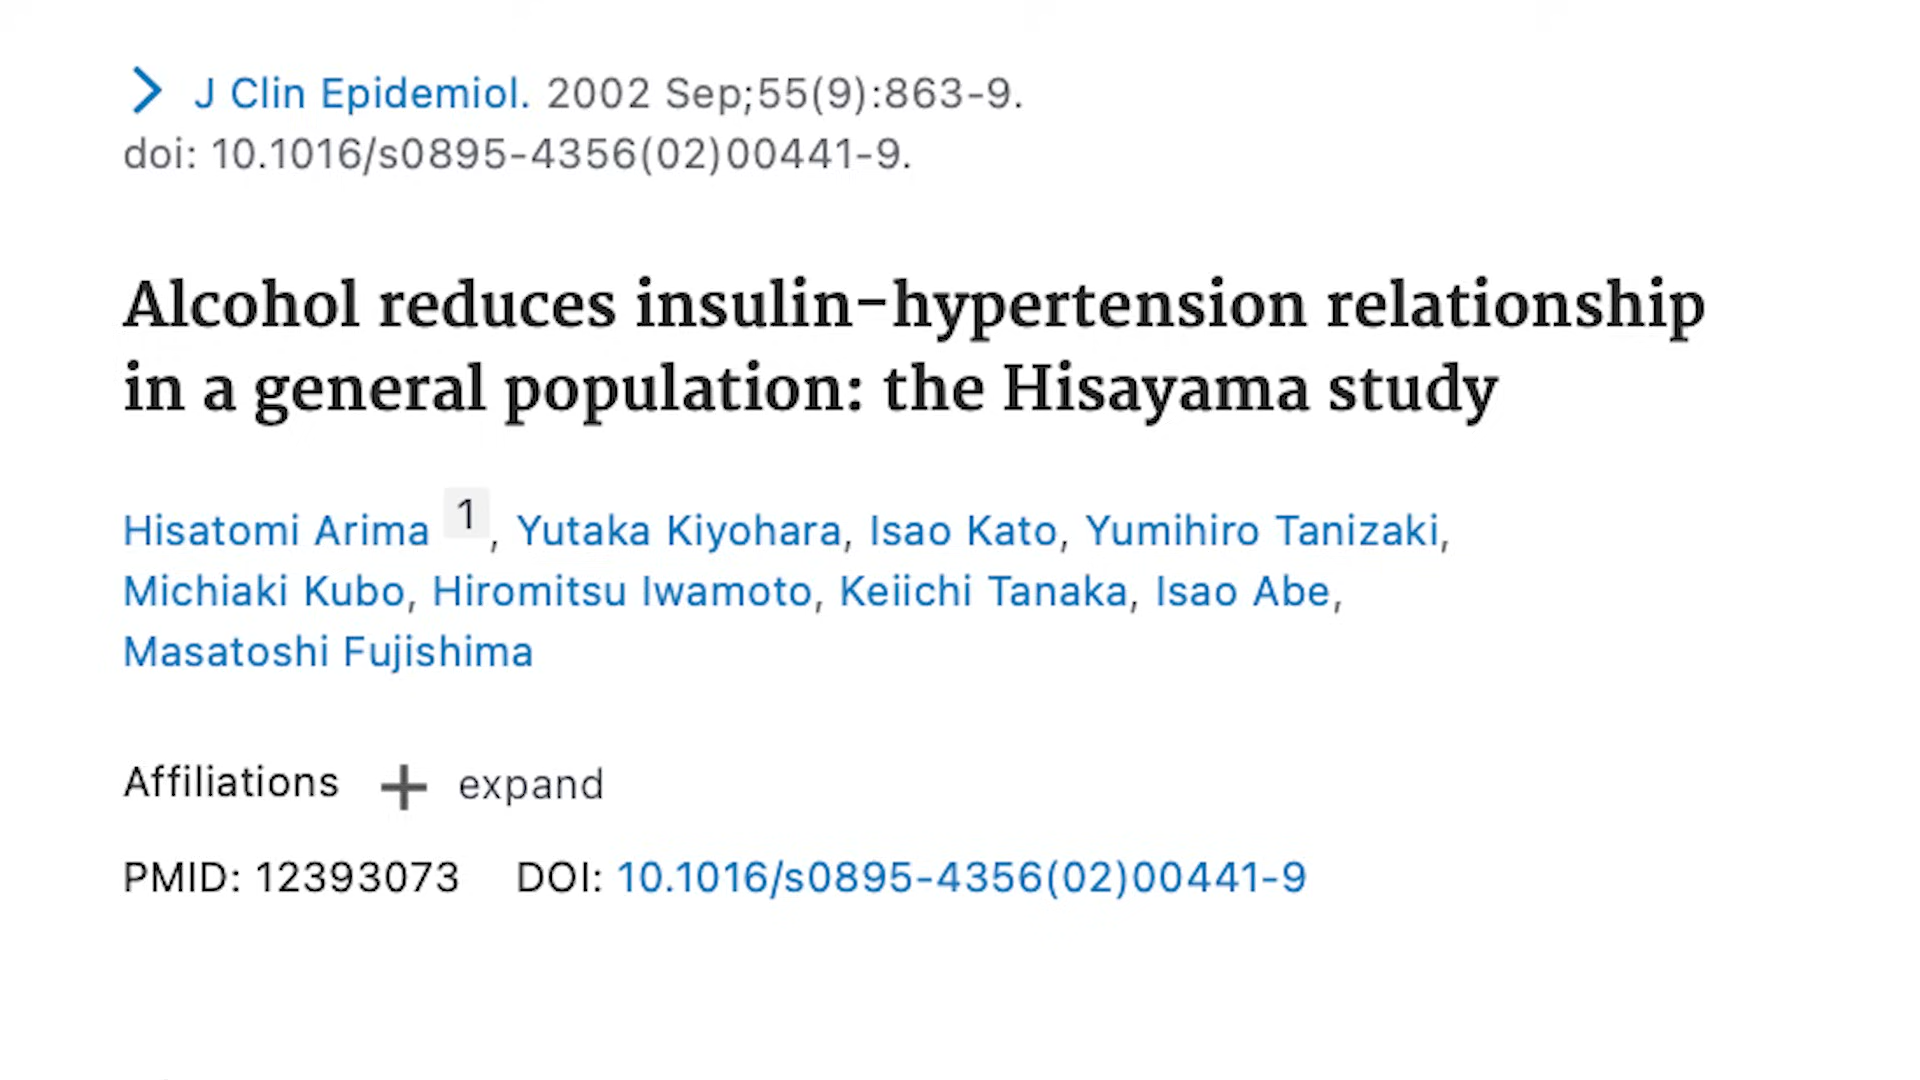 J Clin Epidemiol. 2002 Sep;55(9):863-9.
doi: 10.1016/s0895-4356(02)00441-9.
Alcohol reduces insulin-hypertension relationship
in a general population: the Hisayama study
Hisatomi Arima 1, Yutaka Kiyohara, Isao Kato, Yumihiro Tanizaki,
Michiaki Kubo, Hiromitsu Iwamoto, Keiichi Tanaka, Isao Abe,
Masatoshi Fujishima
Affiliations + expand
PMID: 12393073 DOI: 10.1016/s0895-4356(02)00441-9